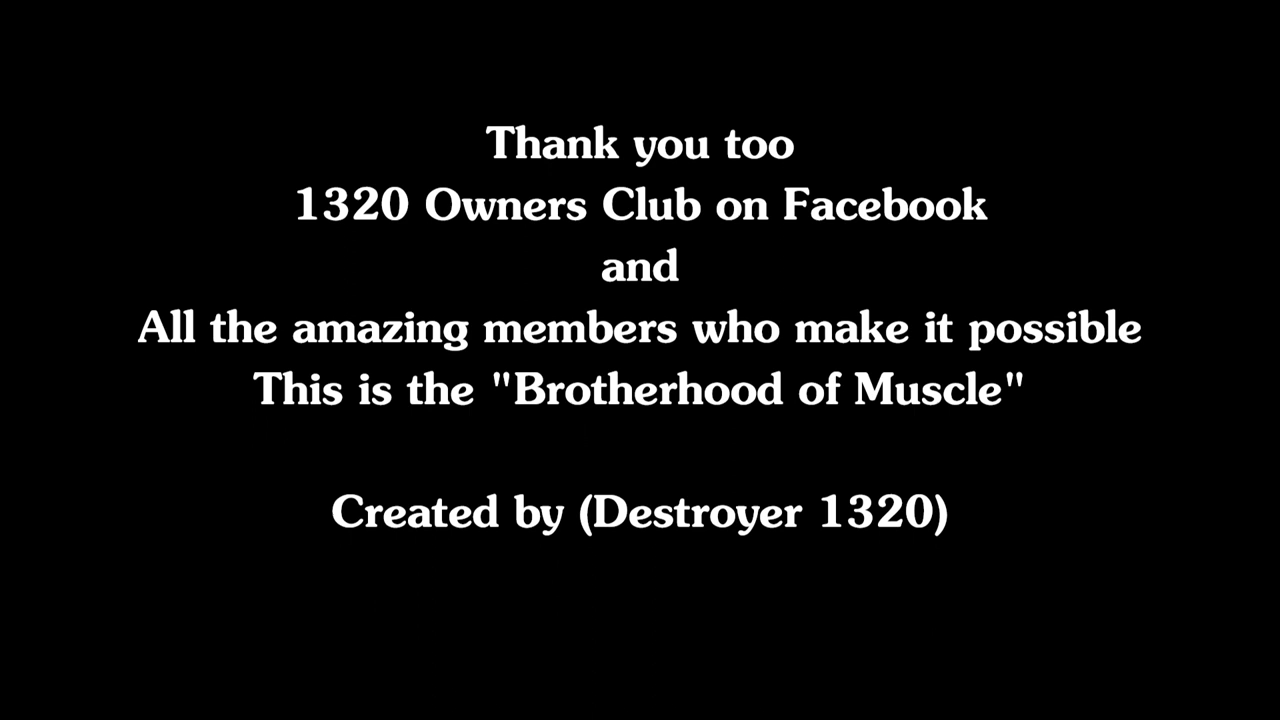 Thank you too
1320 Owners Club on Facebook
and
All the amazing members who make it possible
This is the "Brotherhood of Muscle"
Created by (Destroyer 1320)